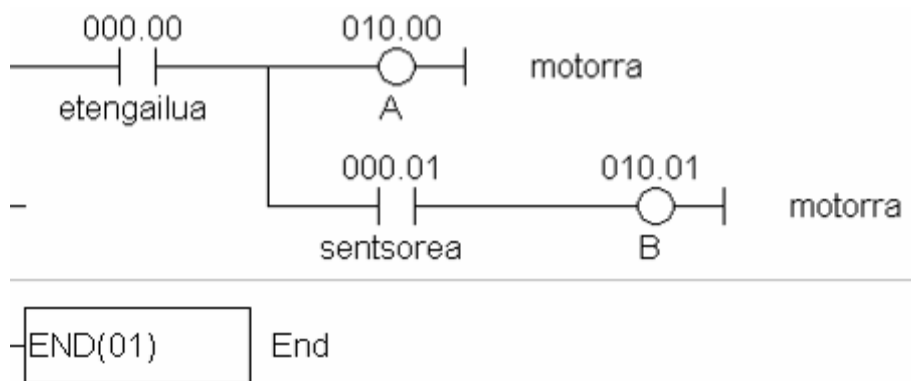 000.00 010.00
motorra
etengailua A
000.01 010.01
motorra
sentsorea B
END(01) End